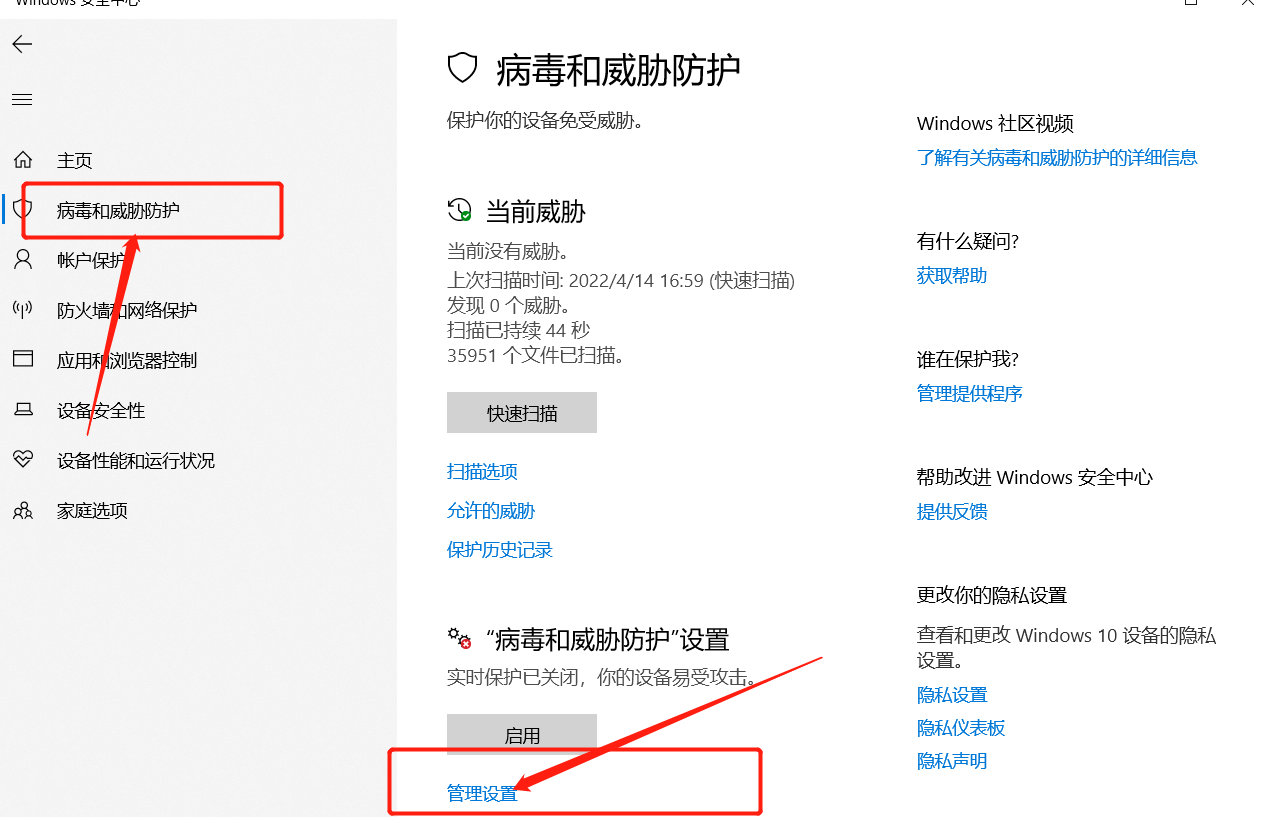 Windows 安全中心
主页
病毒和威胁防护
帐户保护
防火墙和网络保护
应用和浏览器控制
设备安全性
设备性能和运行状况
家庭选项
病毒和威胁防护
保护你的设备免受威胁。
当前威胁
当前没有威胁。
上次扫描时间: 2022/4/14 16:59 (快速扫描)
发现 0 个威胁。
扫描已持续 44 秒
35951 个文件已扫描。
快速扫描
扫描选项
允许的威胁
保护历史记录
“病毒和威胁防护”设置
实时保护已关闭，你的设备易受攻击。
启用
管理设置
Windows 社区视频
了解有关病毒和威胁防护的详细信息
有什么疑问?
获取帮助
谁在保护我?
管理提供程序
帮助改进 Windows 安全中心
提供反馈
更改你的隐私设置
查看和更改 Windows 10 设备的隐私
设置。
隐私设置
隐私仪表板
隐私声明